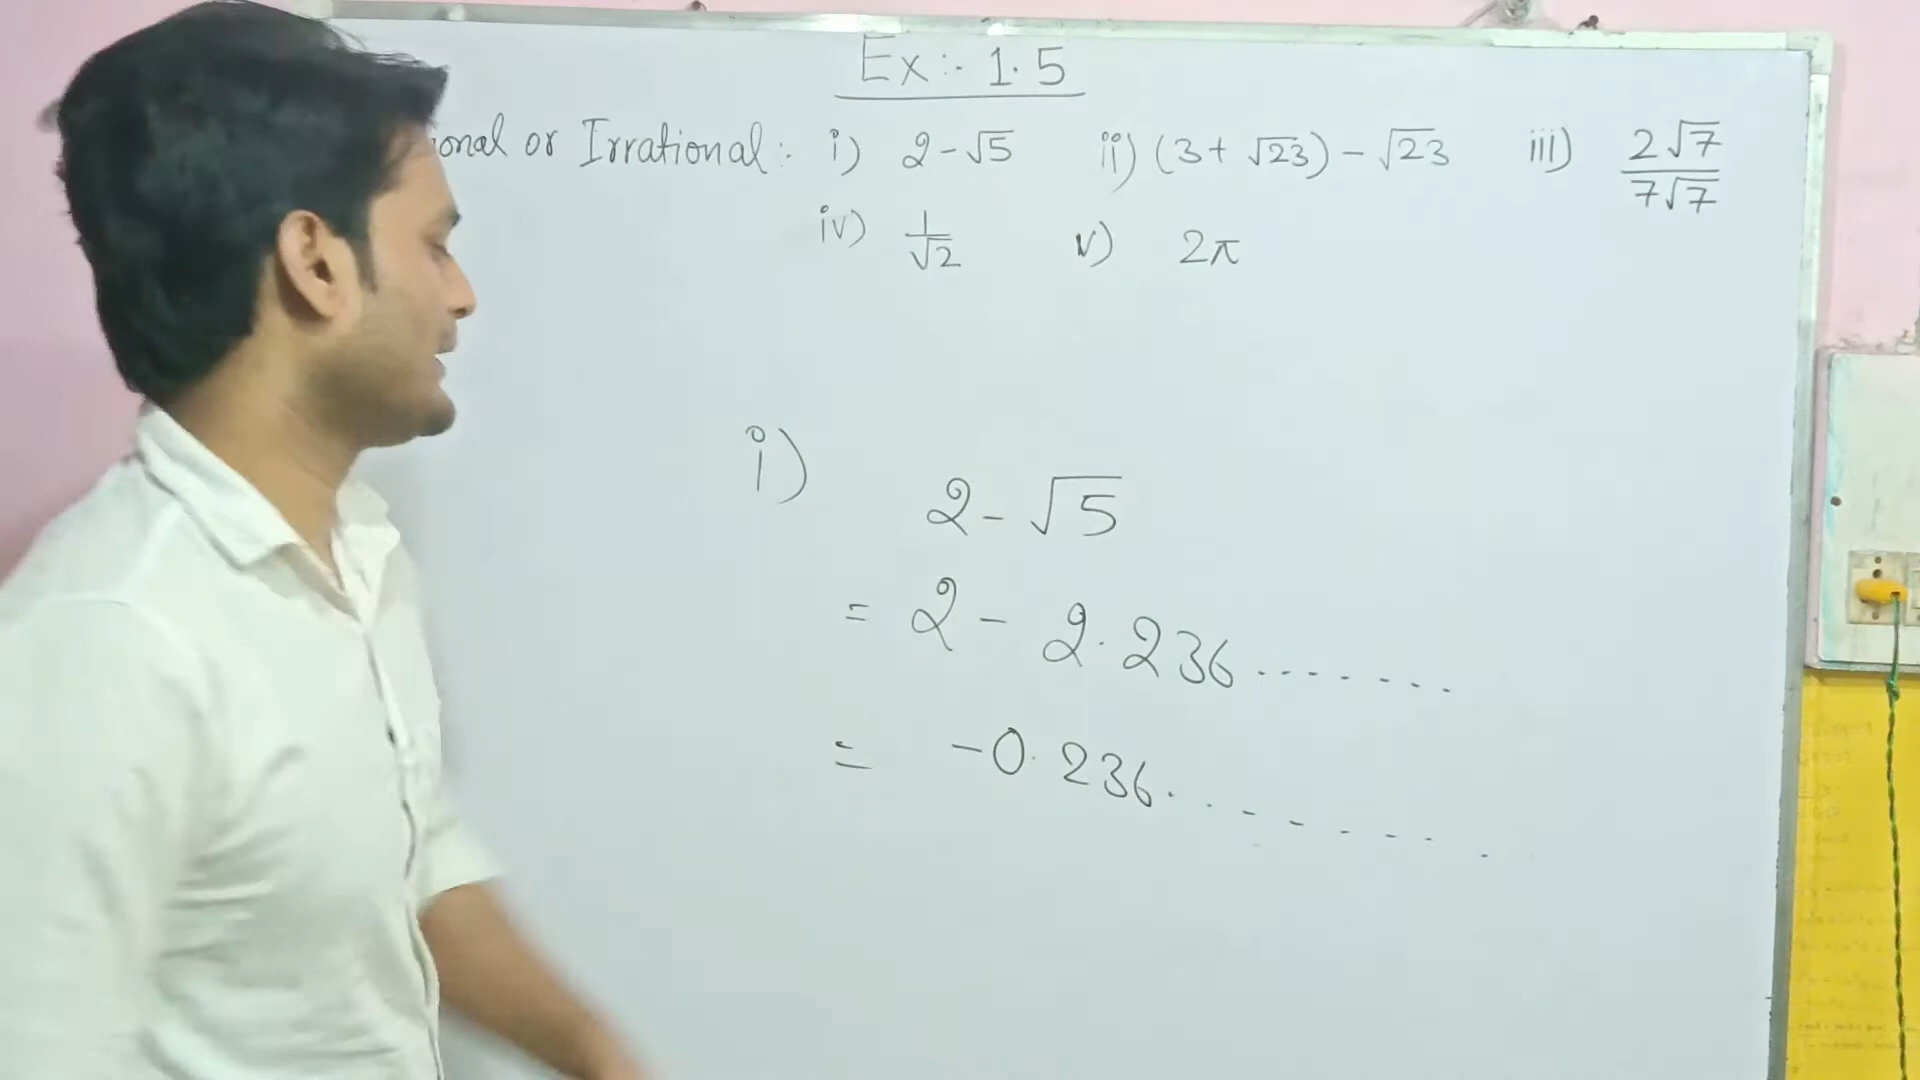 Ex :- 1.5
or Irrational :- i) 2-√5 ii) (3+√23)-√23 iii) 2√7/7√7
iv) 1/√2 v) 2π
i) 2-√5
= 2 - 2.236.......
= -0.236.........